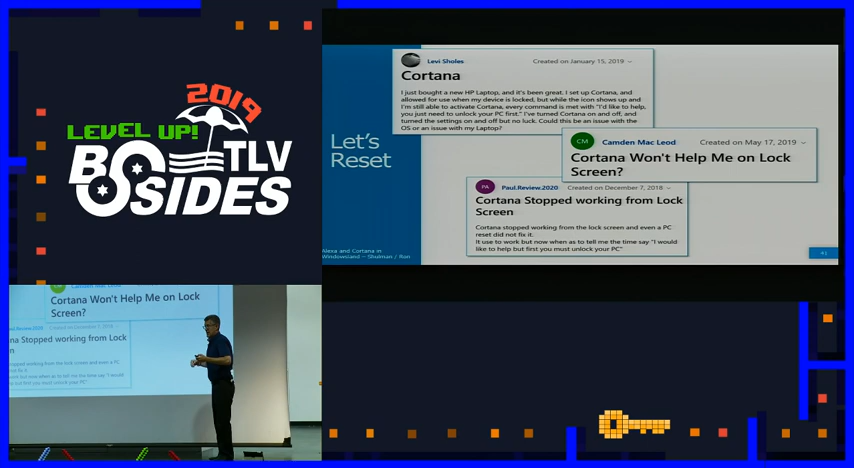 2019
LEVEL UP!
BSIDES TLV
Let's
Reset
Alexa and Cortana in
Windowsland – Shulman / Ron
Levi Sholes
Created on January 15, 2019
Cortana
I just bought a new HP Laptop, and it's been great. I set up Cortana, and
allowed for use when my device is locked, but while the icon shows up and
I'm still able to activate Cortana, every command is met with "I'd like to help,
you just need to unlock your PC first." I've turned Cortana on and off, and
turned the settings on and off but no luck. Could this be an issue with the
OS or an issue with my Laptop?
CM
Camden Mac Leod
Created on May 17, 2019
Cortana Won't Help Me on Lock
Screen?
PA
Paul.Review.2020
Created on December 7, 2018
Cortana Stopped working from Lock
Screen
Cortana stopped working from the lock screen and even a PC
reset did not fix it.
It use to work but now when as to tell me the time say "I would
like to help but first you must unlock your PC"
41
Camden Mac Leod
Cortana Won't Help Me on Lock
Screen?